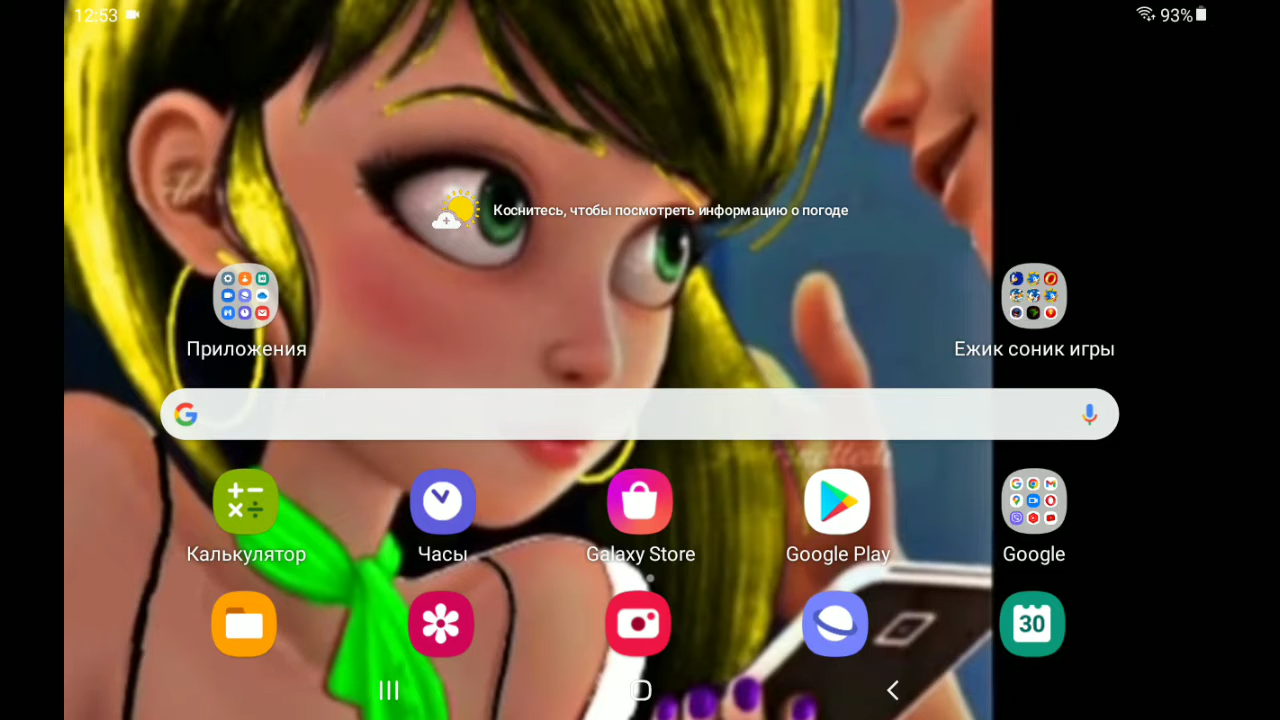 12:53
93%
Коснитесь, чтобы посмотреть информацию о погоде
Приложения
Ежик соник игры
Калькулятор
Часы
Galaxy Store
Google Play
Google
30